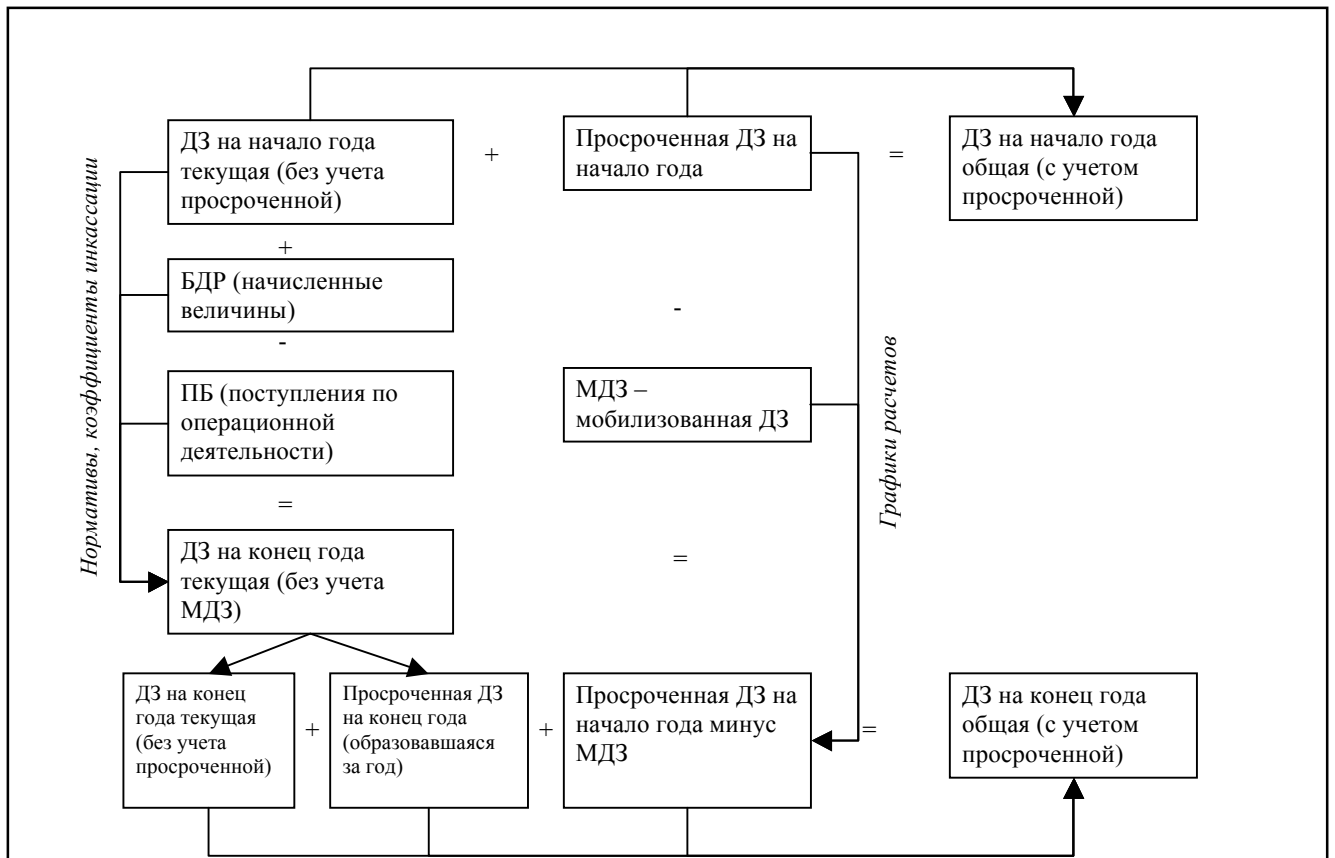 ДЗ на начало года
текущая (без учета
просроченной)
+
Просроченная ДЗ на
начало года
=
ДЗ на начало года
общая (с учетом
просроченной)
+
БДР (начисленные
величины)
-
-
ПБ (поступления по
операционной
деятельности)
МДЗ –
мобилизованная ДЗ
=
=
ДЗ на конец года
текущая (без учета
МДЗ)
Нормативы, коэффициенты инкассации
Графики расчетов
ДЗ на конец
года текущая
(без учета
просроченной)
+
Просроченная ДЗ
на конец года
(образовавшаяся
за год)
+
Просроченная ДЗ на
начало года минус
МДЗ
=
ДЗ на конец года
общая (с учетом
просроченной)